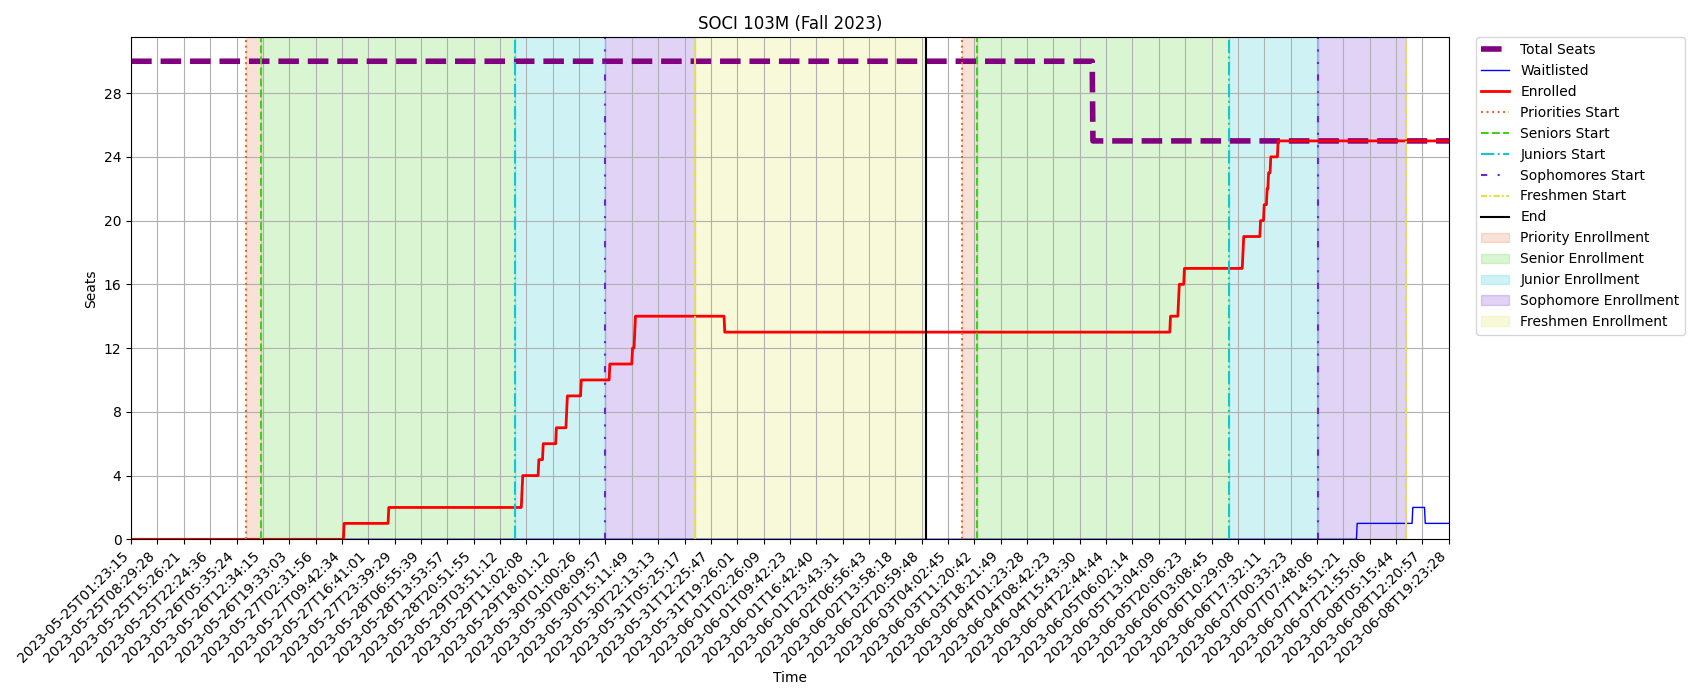 SOCI 103M (Fall 2023)
Total Seats
Waitlisted
Enrolled
Priorities Start
Seniors Start
Juniors Start
Sophomores Start
Freshmen Start
End
Priority Enrollment
Senior Enrollment
Junior Enrollment
Sophomore Enrollment
Freshmen Enrollment
Seats
28
24
20
16
12
8
4
0
2023-05-25T01:23:15
2023-05-25T08:29:28
2023-05-25T15:26:21
2023-05-25T22:24:36
2023-05-26T05:35:24
2023-05-26T12:34:15
2023-05-26T19:33:03
2023-05-27T02:31:56
2023-05-27T09:42:34
2023-05-27T16:41:01
2023-05-27T23:39:29
2023-05-28T06:55:39
2023-05-28T13:53:57
2023-05-28T20:51:55
2023-05-29T03:51:12
2023-05-29T11:02:08
2023-05-29T18:01:12
2023-05-30T01:00:26
2023-05-30T08:09:57
2023-05-30T15:11:49
2023-05-30T22:13:13
2023-05-31T05:25:17
2023-05-31T12:25:47
2023-05-31T19:26:01
2023-06-01T02:26:09
2023-06-01T09:42:23
2023-06-01T16:42:40
2023-06-01T23:43:31
2023-06-02T06:56:43
2023-06-02T13:58:18
2023-06-02T20:59:48
2023-06-03T04:02:45
2023-06-03T11:20:42
2023-06-03T18:21:49
2023-06-04T01:23:28
2023-06-04T08:42:23
2023-06-04T15:43:30
2023-06-04T22:44:44
2023-06-05T06:02:14
2023-06-05T13:04:09
2023-06-05T20:06:23
2023-06-06T03:08:45
2023-06-06T10:29:08
2023-06-06T17:32:11
2023-06-07T00:33:23
2023-06-07T07:48:06
2023-06-07T14:51:21
2023-06-07T21:55:06
2023-06-08T05:15:44
2023-06-08T12:20:57
2023-06-08T19:23:28
Time